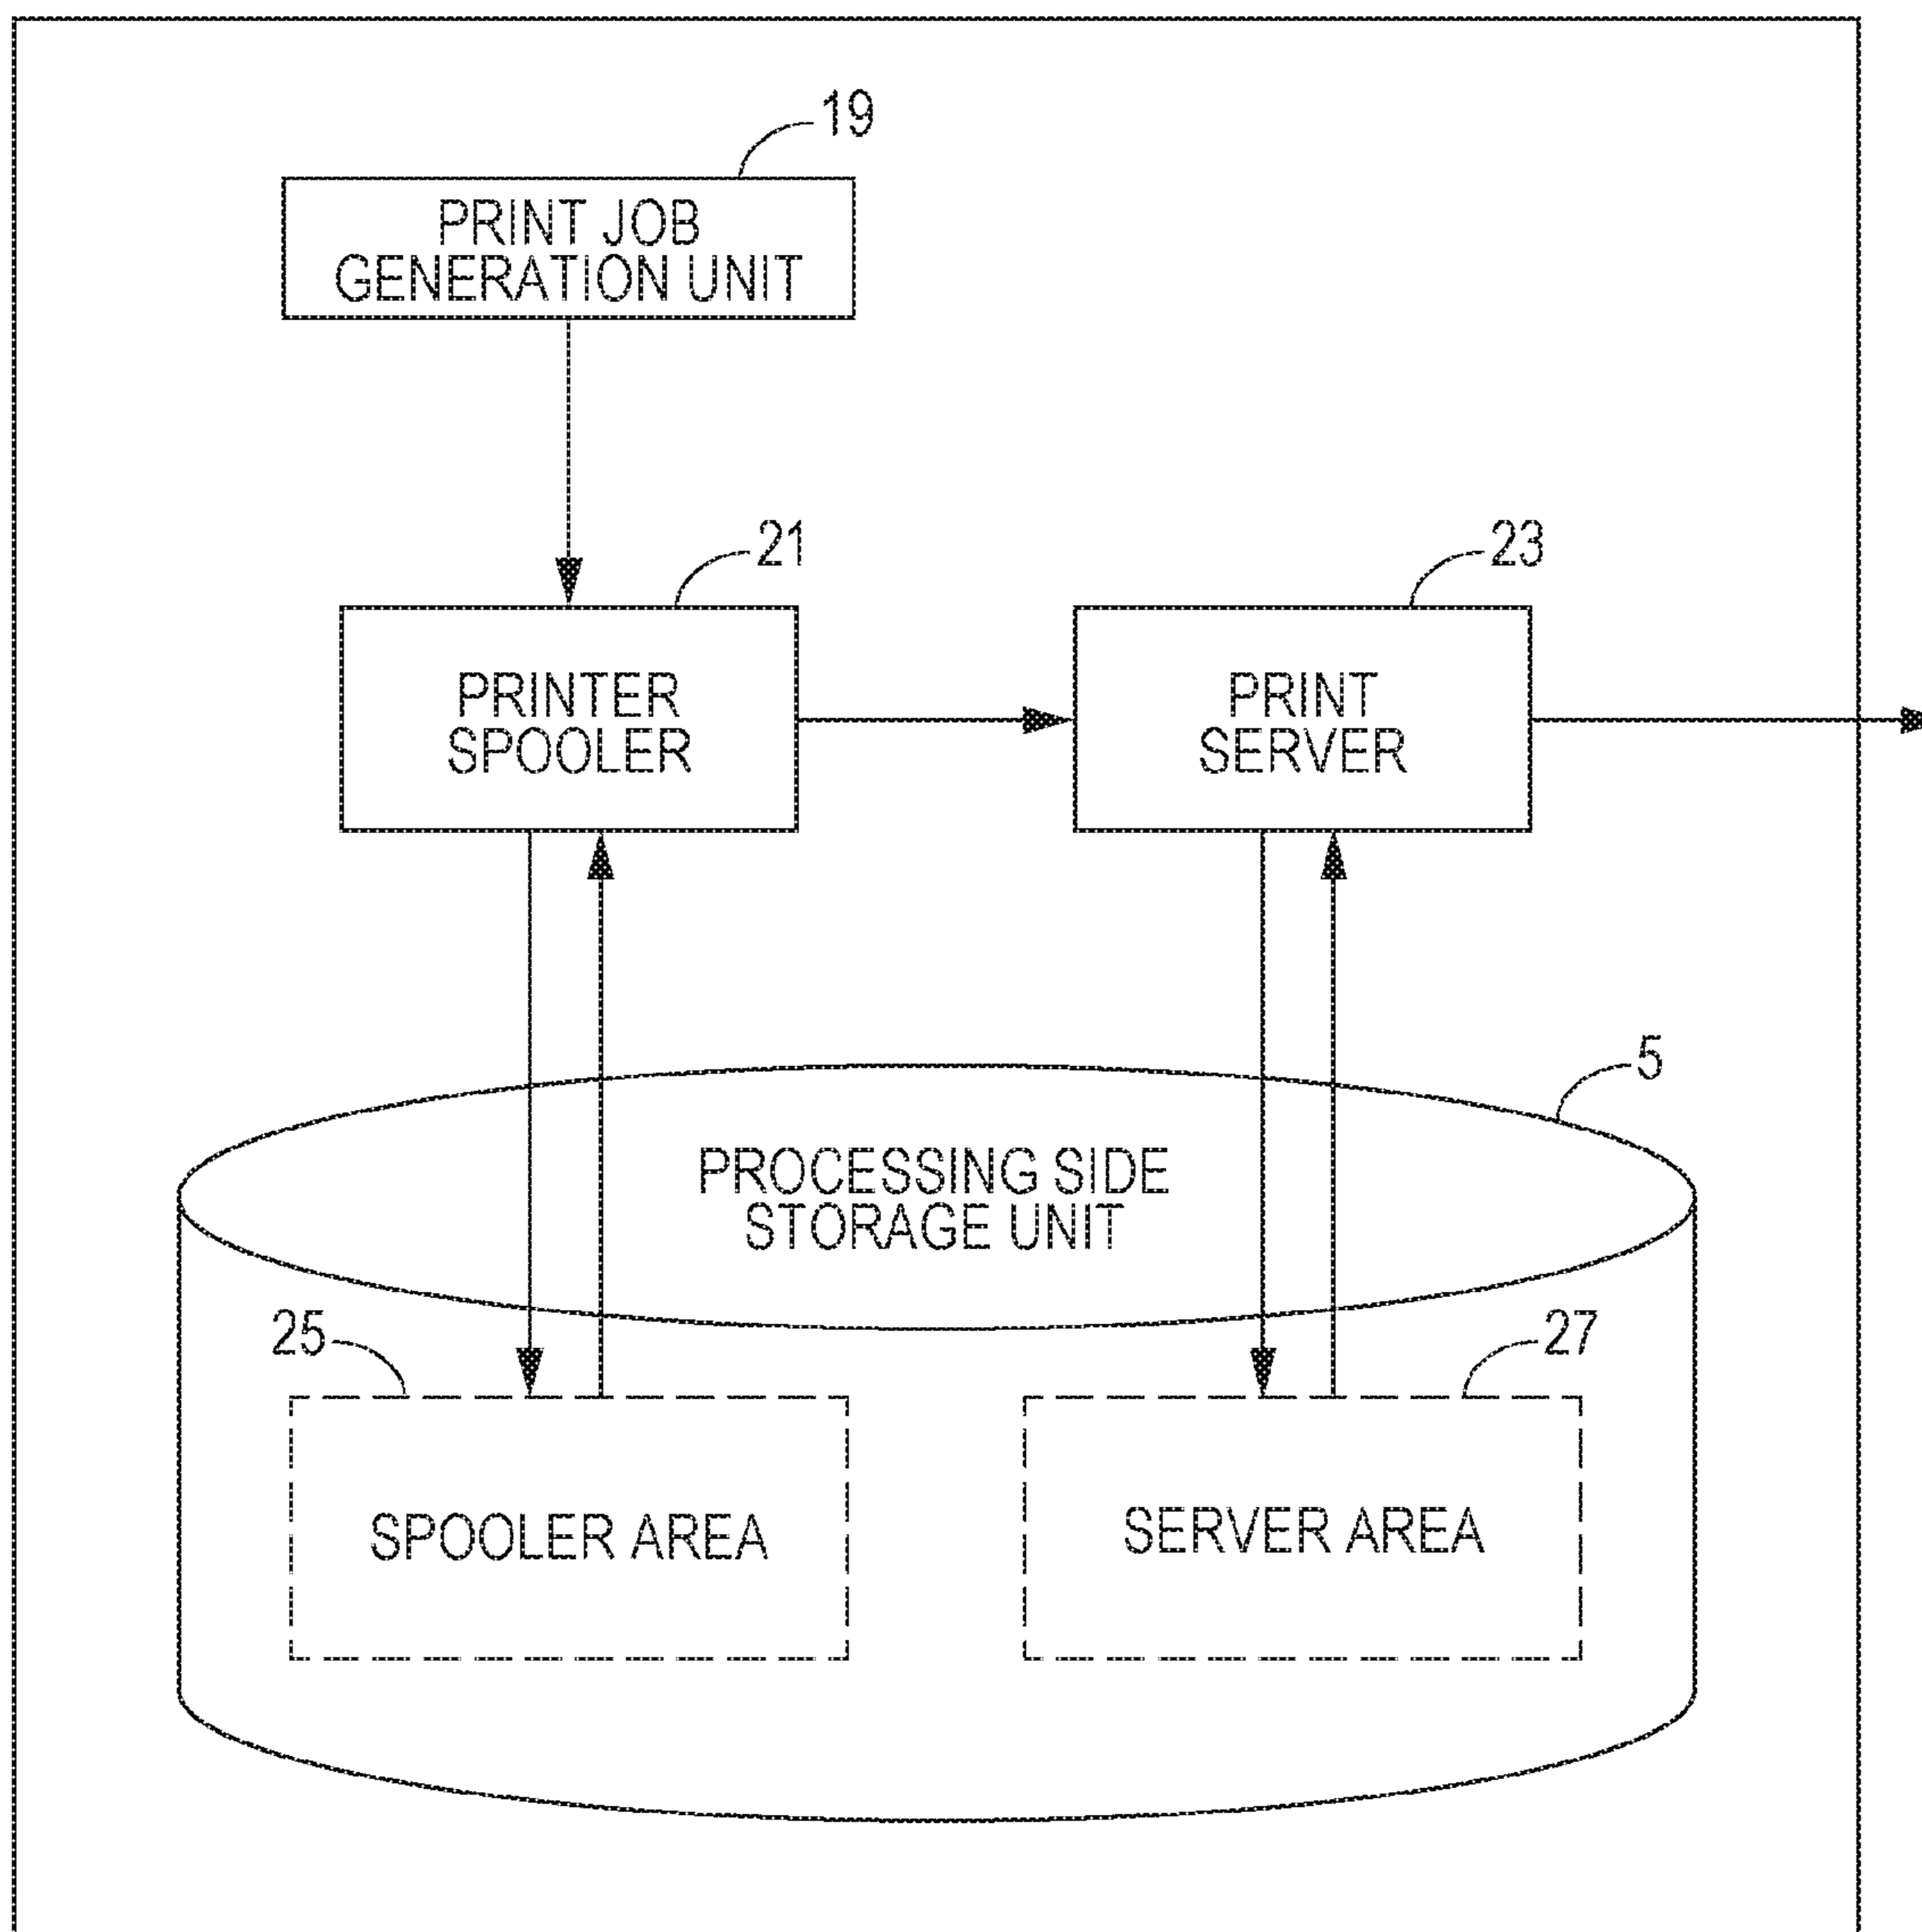 19
PRINT JOB
GENERATION UNIT
21
23
PRINTER
SPOOLER
PRINT
SERVER
5
PROCESSING SIDE
STORAGE UNIT
25
27
SPOOLER AREA
SERVER AREA